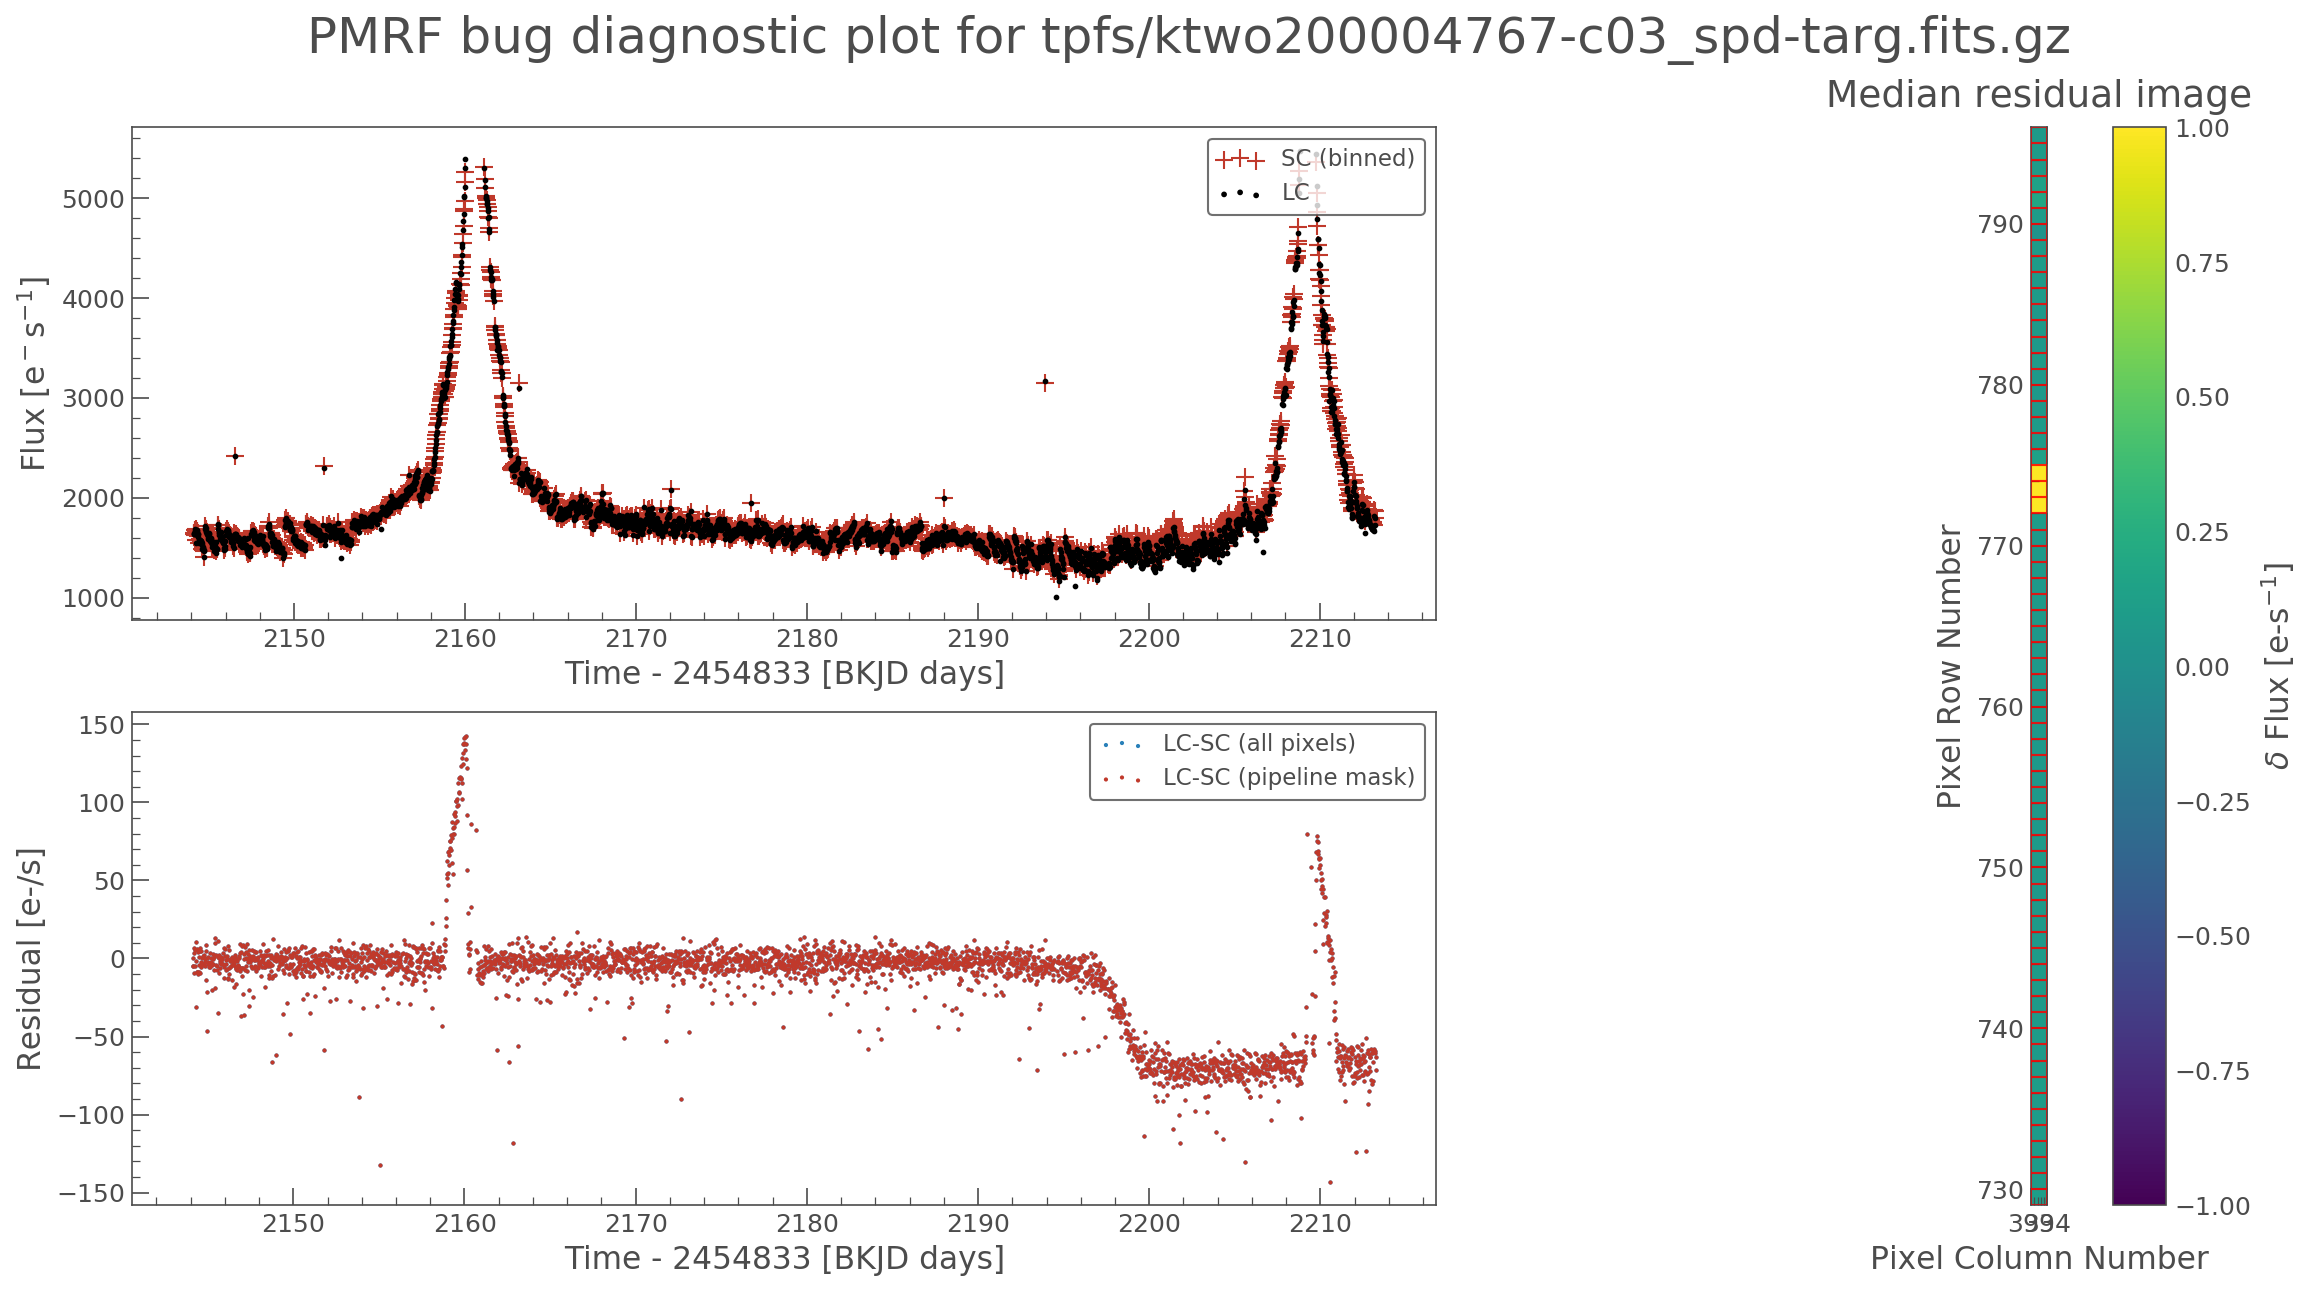 PMRF bug diagnostic plot for tpfs/ktwo200004767-c03_spd-targ.fits.gz
Flux [e⁻ s⁻¹]
5000
4000
3000
2000
1000
SC (binned)
LC
2150 2160 2170 2180 2190 2200 2210
Time - 2454833 [BKJD days]
Residual [e-/s]
150
100
50
0
−50
−100
−150
LC-SC (all pixels)
LC-SC (pipeline mask)
2150 2160 2170 2180 2190 2200 2210
Time - 2454833 [BKJD days]
Median residual image
Pixel Row Number
790
780
770
760
750
740
730
Pixel Column Number
1.00
0.75
0.50
0.25
0.00
−0.25
−0.50
−0.75
−1.00
δ Flux [e-s⁻¹]